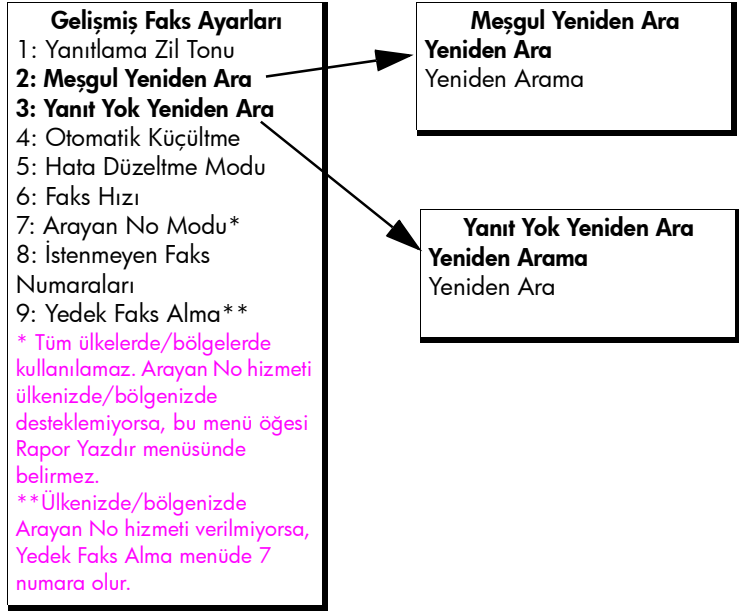 Gelişmiş Faks Ayarları
1: Yanıtlama Zil Tonu
2: Meşgul Yeniden Ara
3: Yanıt Yok Yeniden Ara
4: Otomatik Küçültme
5: Hata Düzeltme Modu
6: Faks Hızı
7: Arayan No Modu*
8: İstenmeyen Faks
Numaraları
9: Yedek Faks Alma**
* Tüm ülkelerde/bölgelerde
kullanılamaz. Arayan No hizmeti
ülkenizde/bölgenizde
desteklemiyorsa, bu menü öğesi
Rapor Yazdır menüsünde
belirmez.
**Ülkenizde/bölgenizde
Arayan No hizmeti verilmiyorsa,
Yedek Faks Alma menüde 7
numara olur.
Meşgul Yeniden Ara
Yeniden Ara
Yeniden Arama
Yanıt Yok Yeniden Ara
Yeniden Arama
Yeniden Ara